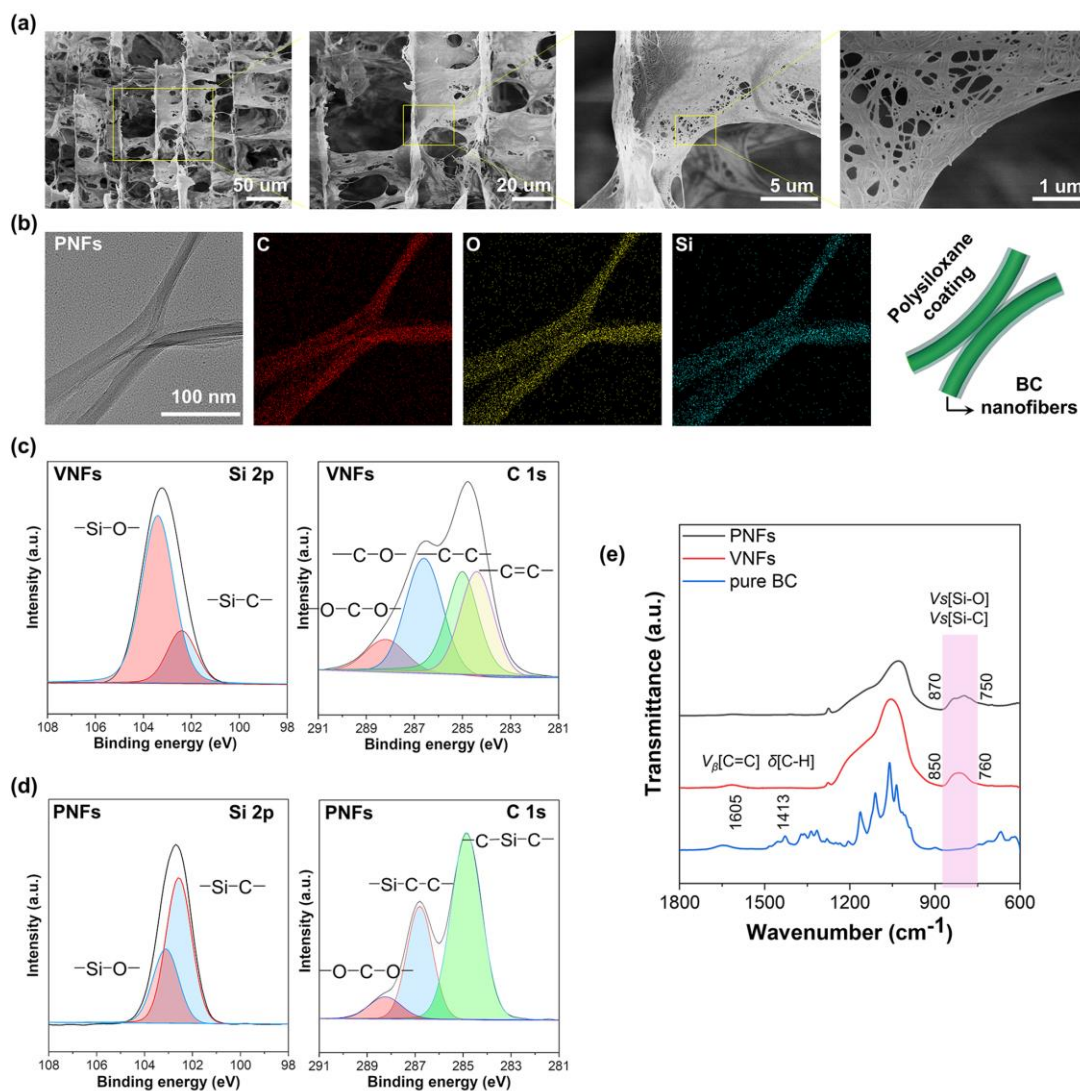 (a)
50 um
20 um
5 um
1 um
(b)
PNFs
C
O
Si
100 nm
Polysiloxane
coating
BC
nanofibers
(c)
VNFs
Si 2p
–Si–O–
–Si–C–
Intensity (a.u.)
108 106 104 102 100 98
Binding energy (eV)
VNFs
C 1s
–C–O–
–C–C–
–C=C–
–O–C–O–
Intensity (a.u.)
291 289 287 285 283 281
Binding energy (eV)
(d)
PNFs
Si 2p
–Si–C–
–Si–O–
Intensity (a.u.)
108 106 104 102 100 98
Binding energy (eV)
PNFs
C 1s
–C–Si–C–
–Si–C–C–
–O–C–O–
Intensity (a.u.)
291 289 287 285 283 281
Binding energy (eV)
(e)
PNFs
VNFs
pure BC
Vs[Si-O]
Vs[Si-C]
870
750
850
760
Vβ[C=C] δ[C-H]
1605
1413
Transmittance (a.u.)
1800 1500 1200 900 600
Wavenumber (cm⁻¹)